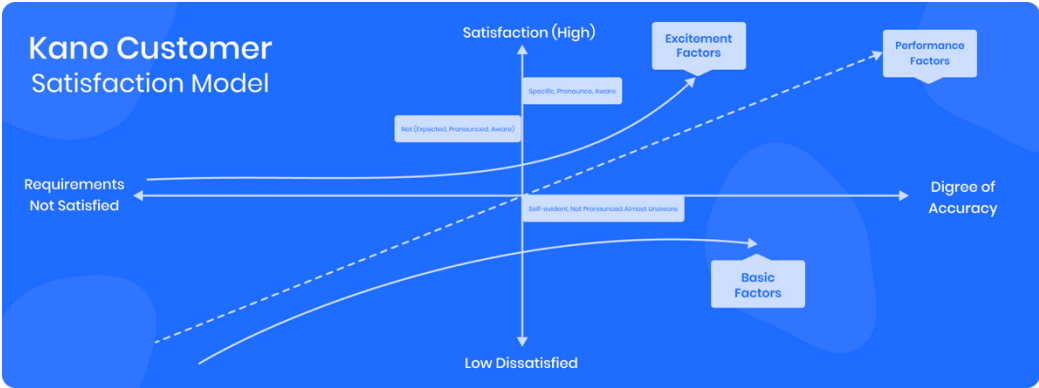 Kano Customer
Satisfaction Model
Satisfaction (High)
Excitement
Factors
Performance
Factors
Specific, Pronounce, Aware
Not (Expected, Pronounced, Aware)
Requirements
Not Satisfied
Digree of
Accuracy
Self-evident, Not Pronounced Almost Unaware
Basic
Factors
Low Dissatisfied